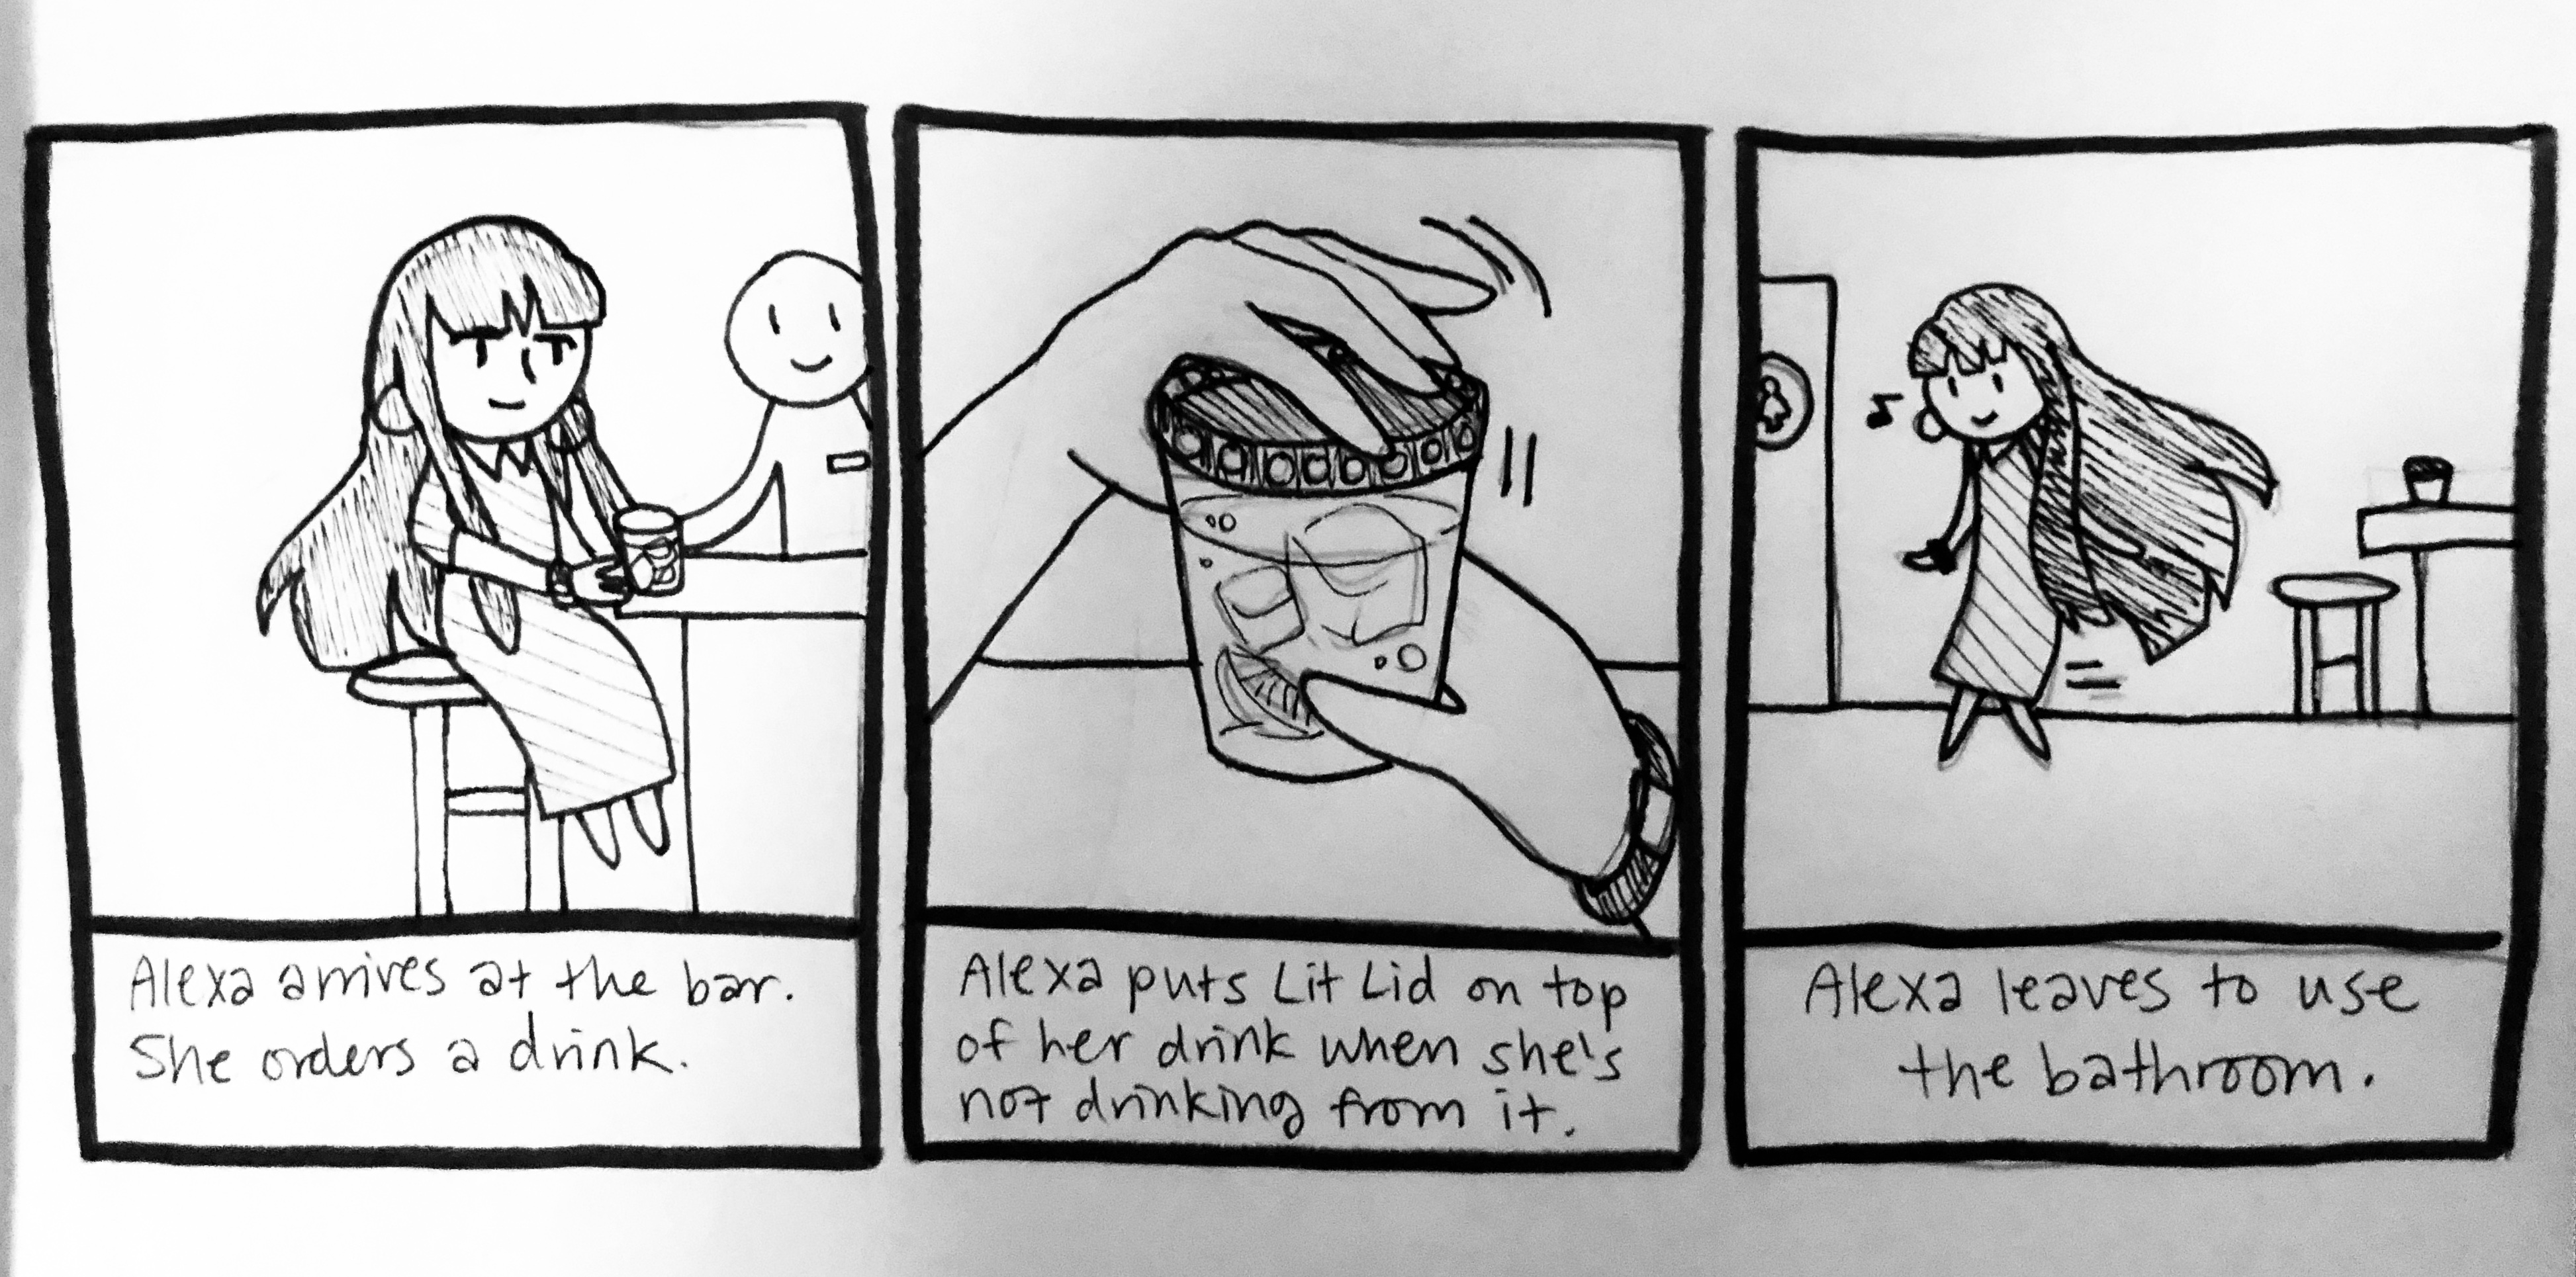 Alexa arrives at the bar.
She orders a drink.
Alexa puts Lit Lid on top
of her drink when she's
not drinking from it.
Alexa leaves to use
the bathroom.